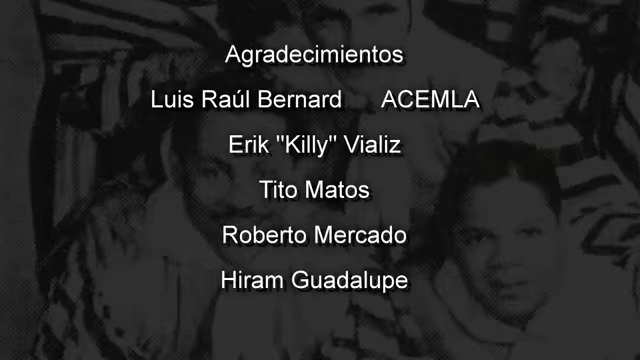 Agradecimientos
Luis Raúl Bernard ACEMLA
Erik "Killy" Vializ
Tito Matos
Roberto Mercado
Hiram Guadalupe